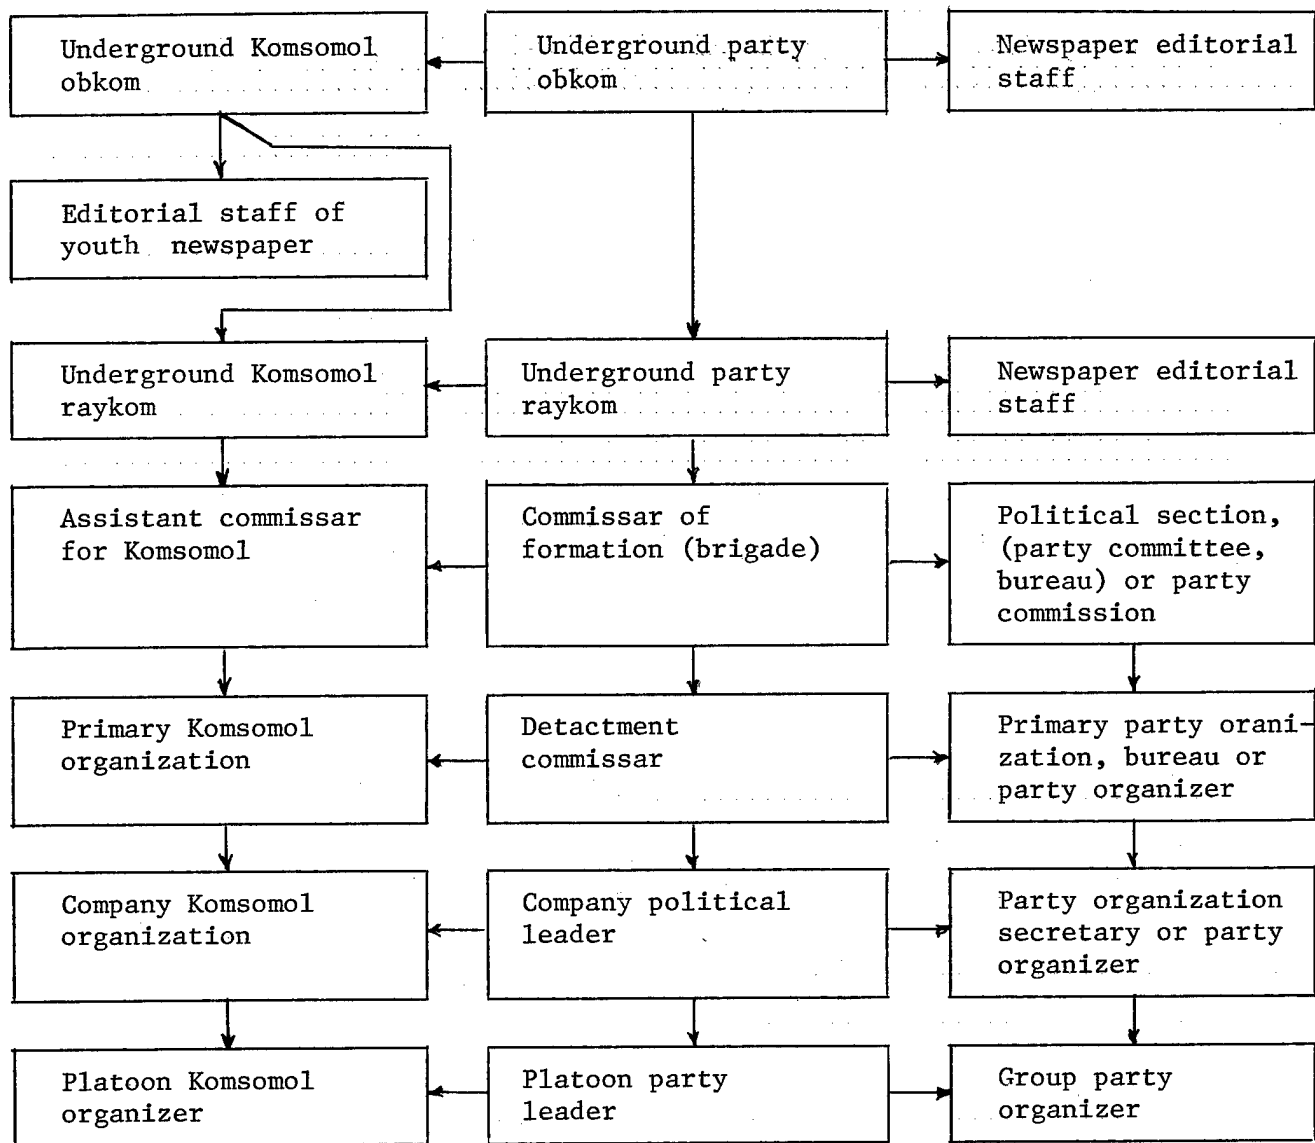 Underground Komsomol
obkom
Underground party
obkom
Newspaper editorial
staff
Editorial staff of
youth newspaper
Underground Komsomol
raykom
Underground party
raykom
Newspaper editorial
staff
Assistant commissar
for Komsomol
Commissar of
formation (brigade)
Political section,
(party committee,
bureau) or party
commission
Primary Komsomol
organization
Detactment
commissar
Primary party orani-
zation, bureau or
party organizer
Company Komsomol
organization
Company political
leader
Party organization
secretary or party
organizer
Platoon Komsomol
organizer
Platoon party
leader
Group party
organizer